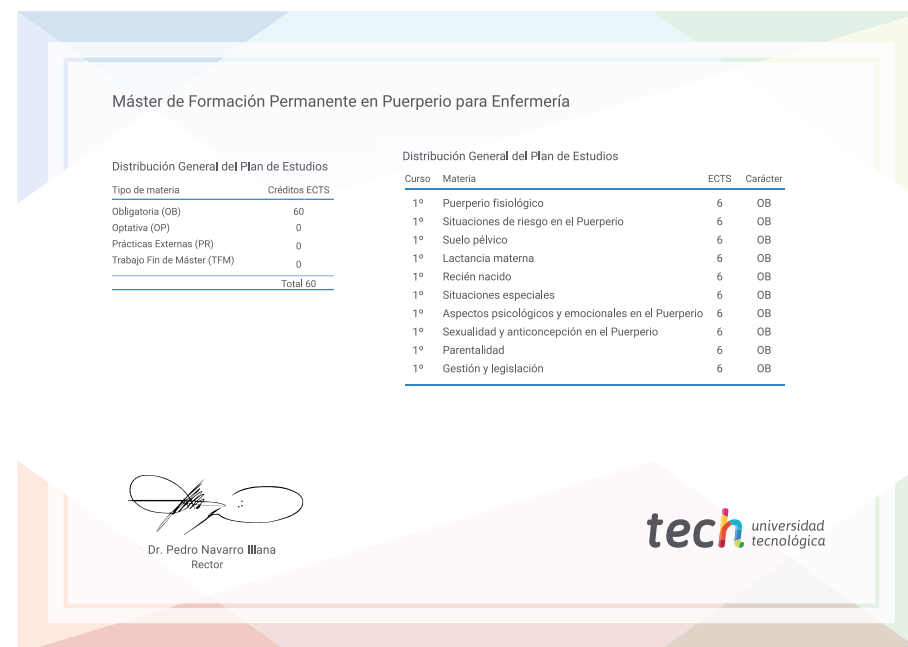 Máster de Formación Permanente en Puerperio para Enfermería
Distribución General del Plan de Estudios
Tipo de materia Créditos ECTS
Obligatoria (OB) 60
Optativa (OP) 0
Prácticas Externas (PR) 0
Trabajo Fin de Máster (TFM) 0
Total 60
Distribución General del Plan de Estudios
Curso Materia ECTS Carácter
1º Puerperio fisiológico 6 OB
1º Situaciones de riesgo en el Puerperio 6 OB
1º Suelo pélvico 6 OB
1º Lactancia materna 6 OB
1º Recién nacido 6 OB
1º Situaciones especiales 6 OB
1º Aspectos psicológicos y emocionales en el Puerperio 6 OB
1º Sexualidad y anticoncepción en el Puerperio 6 OB
1º Parentalidad 6 OB
1º Gestión y legislación 6 OB
Dr. Pedro Navarro Illana
Rector
tech universidad
tecnológica